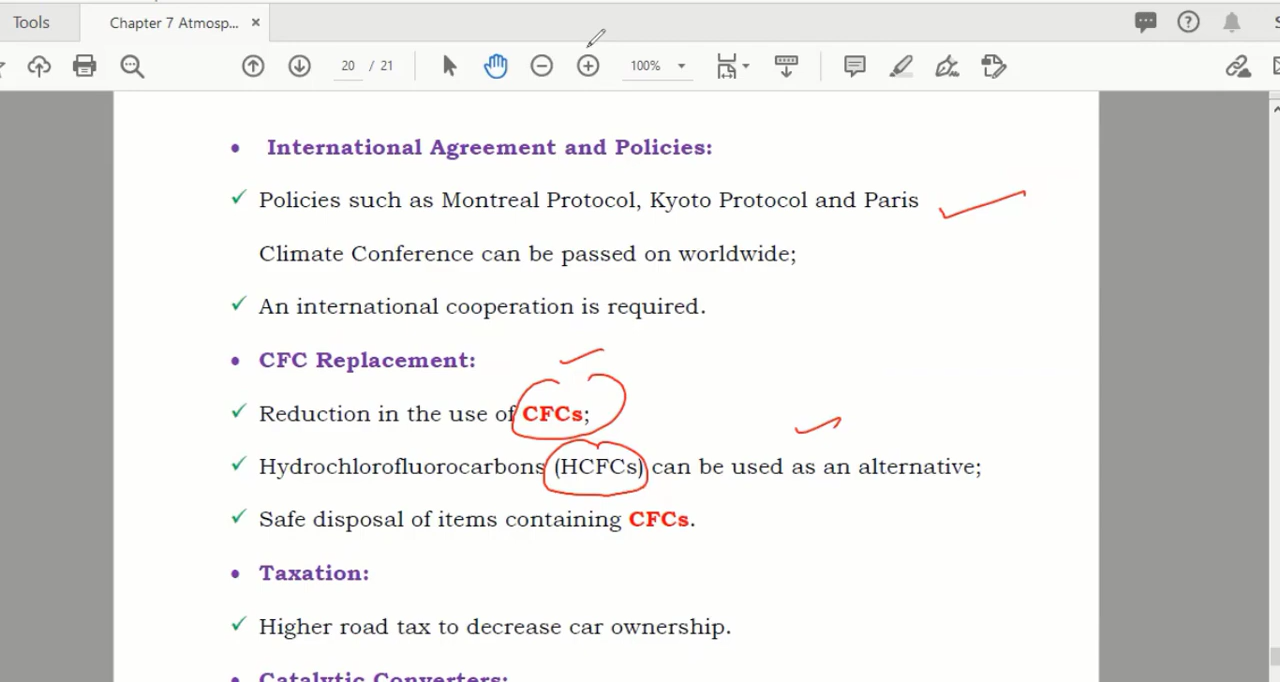 Tools
Chapter 7 Atmosp...
20 / 21
100%
International Agreement and Policies:
Policies such as Montreal Protocol, Kyoto Protocol and Paris
Climate Conference can be passed on worldwide;
An international cooperation is required.
CFC Replacement:
Reduction in the use of CFCs;
Hydrochlorofluorocarbons (HCFCs) can be used as an alternative;
Safe disposal of items containing CFCs.
Taxation:
Higher road tax to decrease car ownership.
Catalytic Converters: